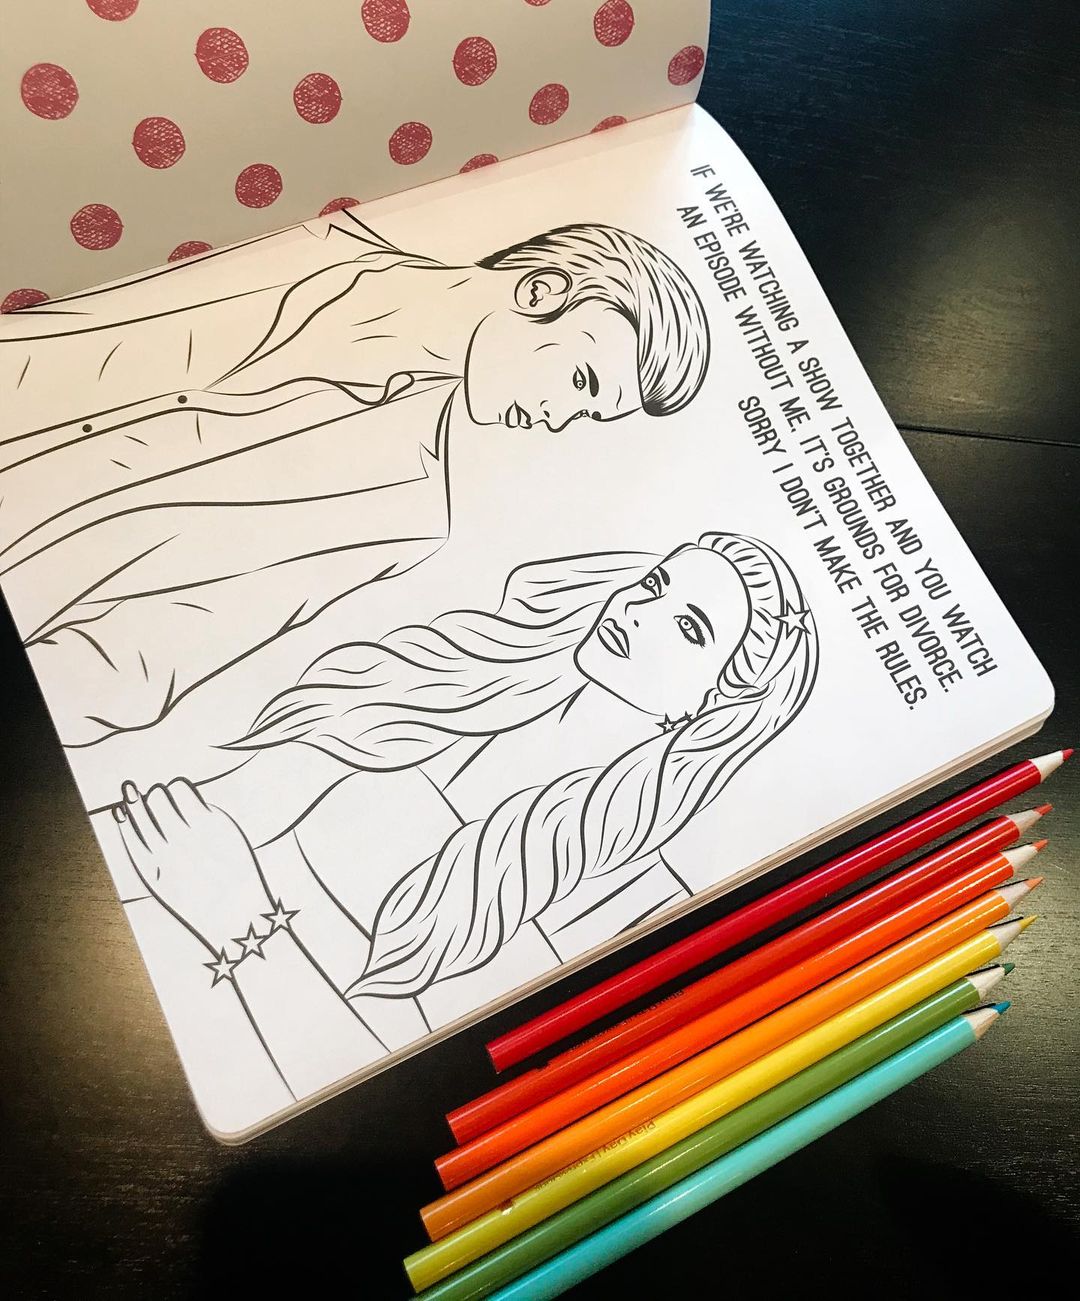 IF WE'RE WATCHING A SHOW TOGETHER AND YOU WATCH
AN EPISODE WITHOUT ME, IT'S GROUNDS FOR DIVORCE.
SORRY I DON'T MAKE THE RULES.